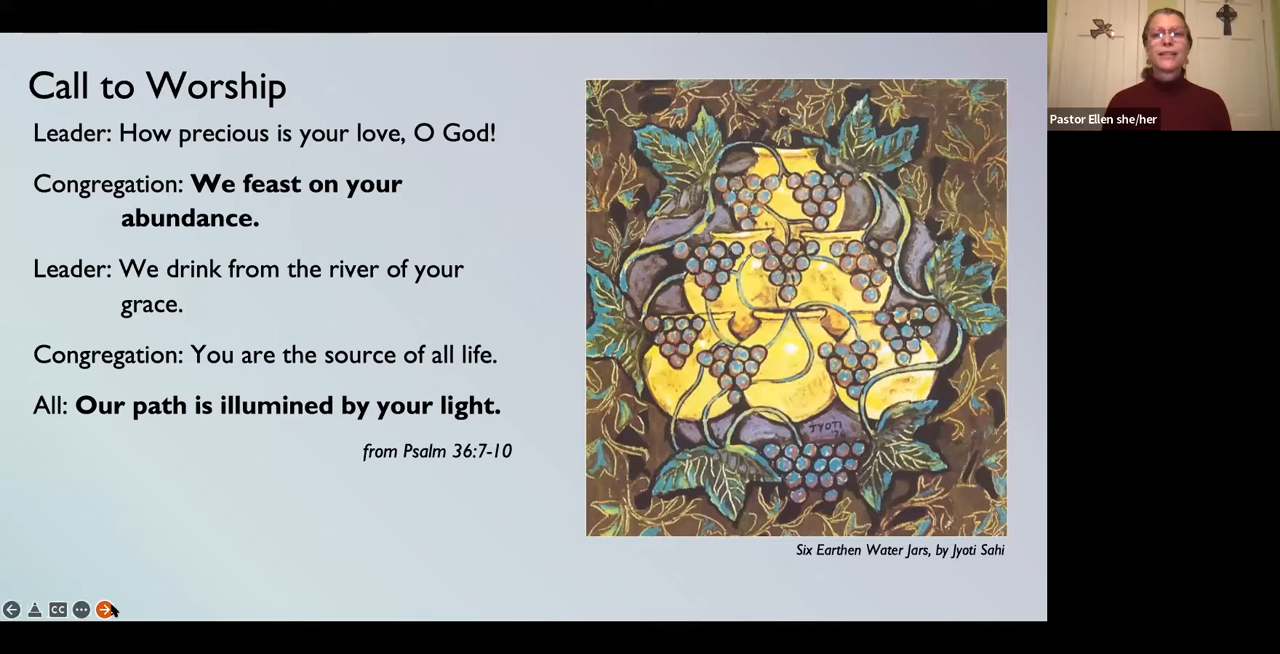 Call to Worship
Leader: How precious is your love, O God!
Congregation: We feast on your
abundance.
Leader: We drink from the river of your
grace.
Congregation: You are the source of all life.
All: Our path is illumined by your light.
from Psalm 36:7-10
JYOTI
Six Earthen Water Jars, by Jyoti Sahi
CC
Pastor Ellen she/her